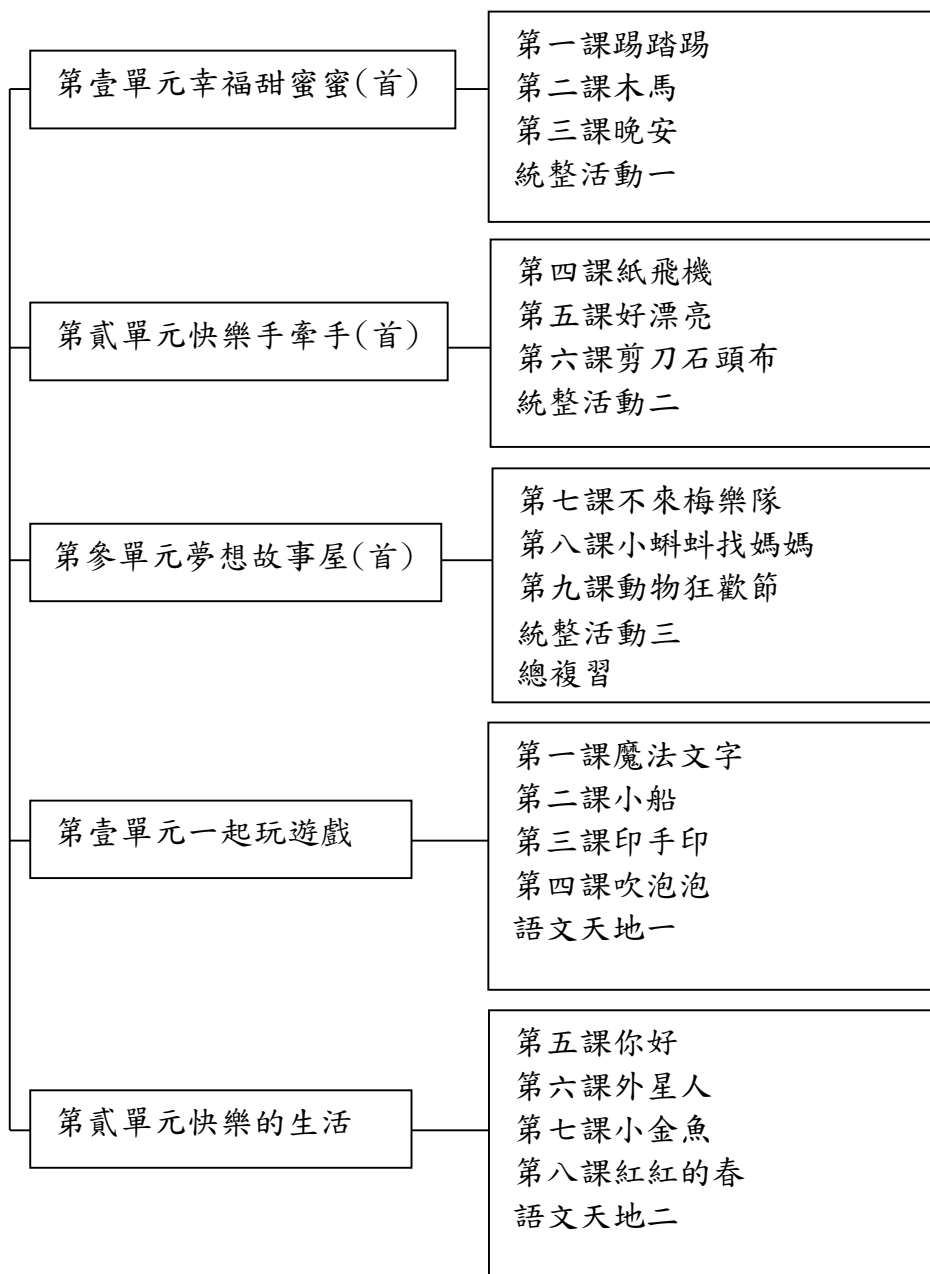 第壹單元幸福甜蜜蜜(首)
第一課踢踏踢
第二課木馬
第三課晚安
統整活動一
第貳單元快樂手牽手(首)
第四課紙飛機
第五課好漂亮
第六課剪刀石頭布
統整活動二
第參單元夢想故事屋(首)
第七課不來梅樂隊
第八課小蝌蚪找媽媽
第九課動物狂歡節
統整活動三
總複習
第壹單元一起玩遊戲
第一課魔法文字
第二課小船
第三課印手印
第四課吹泡泡
語文天地一
第貳單元快樂的生活
第五課你好
第六課外星人
第七課小金魚
第八課紅紅的春
語文天地二